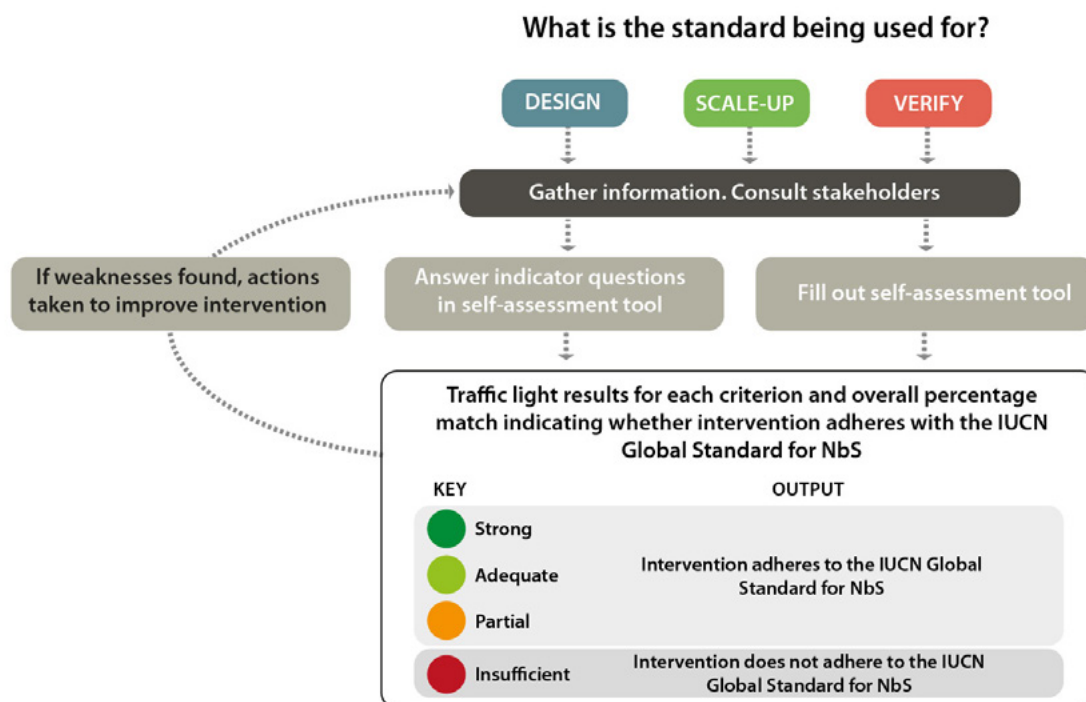 What is the standard being used for?
DESIGN
SCALE-UP
VERIFY
Gather information. Consult stakeholders
If weaknesses found, actions
taken to improve intervention
Answer indicator questions
in self-assessment tool
Fill out self-assessment tool
Traffic light results for each criterion and overall percentage
match indicating whether intervention adheres with the IUCN
Global Standard for NbS
KEY
OUTPUT
Strong
Adequate
Partial
Intervention adheres to the IUCN Global
Standard for NbS
Insufficient
Intervention does not adhere to the IUCN
Global Standard for NbS